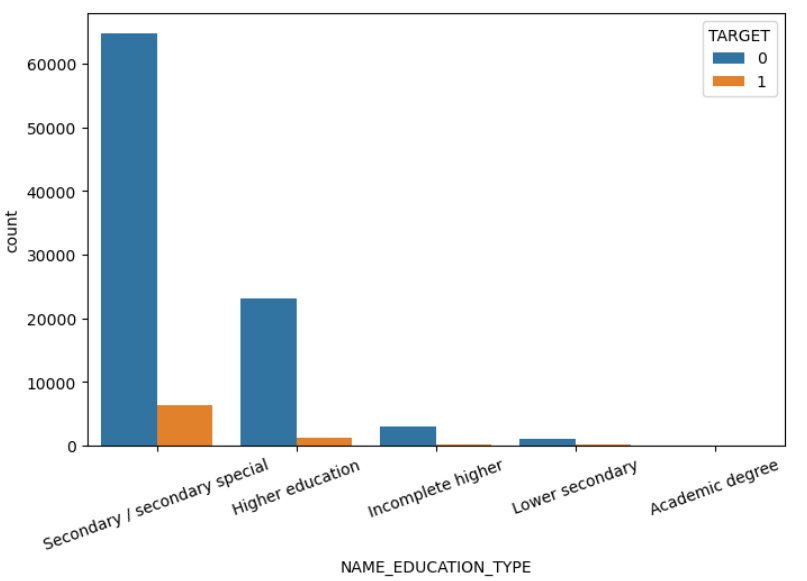 TARGET
0
1
60000
50000
40000
30000
20000
10000
0
count
Secondary / secondary special
Higher education
Incomplete higher
Lower secondary
Academic degree
NAME_EDUCATION_TYPE